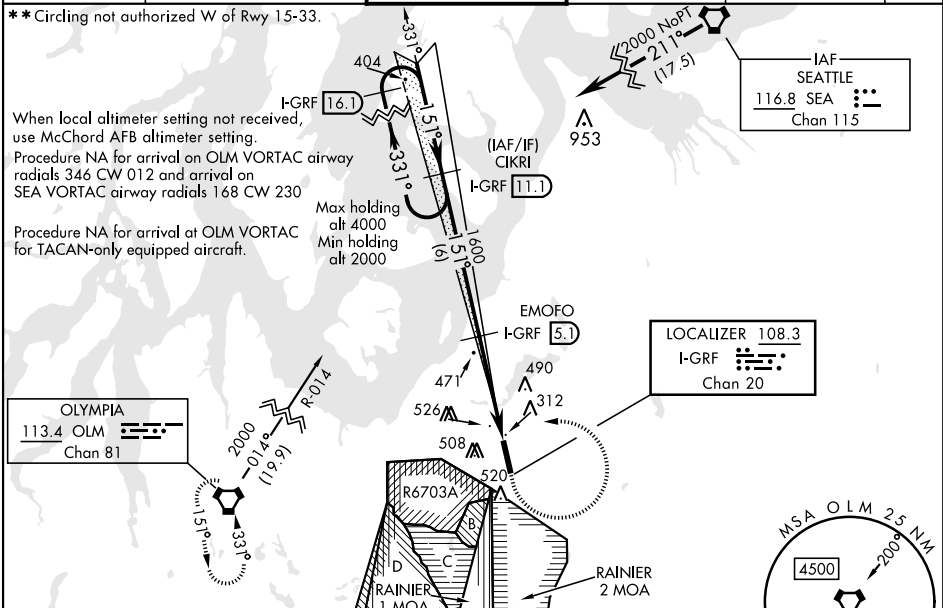 ** Circling not authorized W of Rwy 15-33.
When local altimeter setting not received,
use McChord AFB altimeter setting.
Procedure NA for arrival on OLM VORTAC airway
radials 346 CW 012 and arrival on
SEA VORTAC airway radials 168 CW 230
Procedure NA for arrival at OLM VORTAC
for TACAN-only equipped aircraft.
331°
404
I-GRF 16.1
151°
331°
(IAF/IF)
CIKRI
I-GRF 11.1
Max holding
alt 4000
Min holding
alt 2000
1600
151°
(6)
2000 NoPT
211°
(17.5)
953
IAF
SEATTLE
116.8 SEA
Chan 115
EMOFO
I-GRF 5.1
471
490
312
526
508
520
LOCALIZER 108.3
I-GRF
Chan 20
OLYMPIA
113.4 OLM
Chan 81
R-014
2000
014°
(19.9)
151°
331°
R6703A
B
C
D
RAINIER
1 MOA
RAINIER
2 MOA
MSA OLM 25 NM
4500
200°